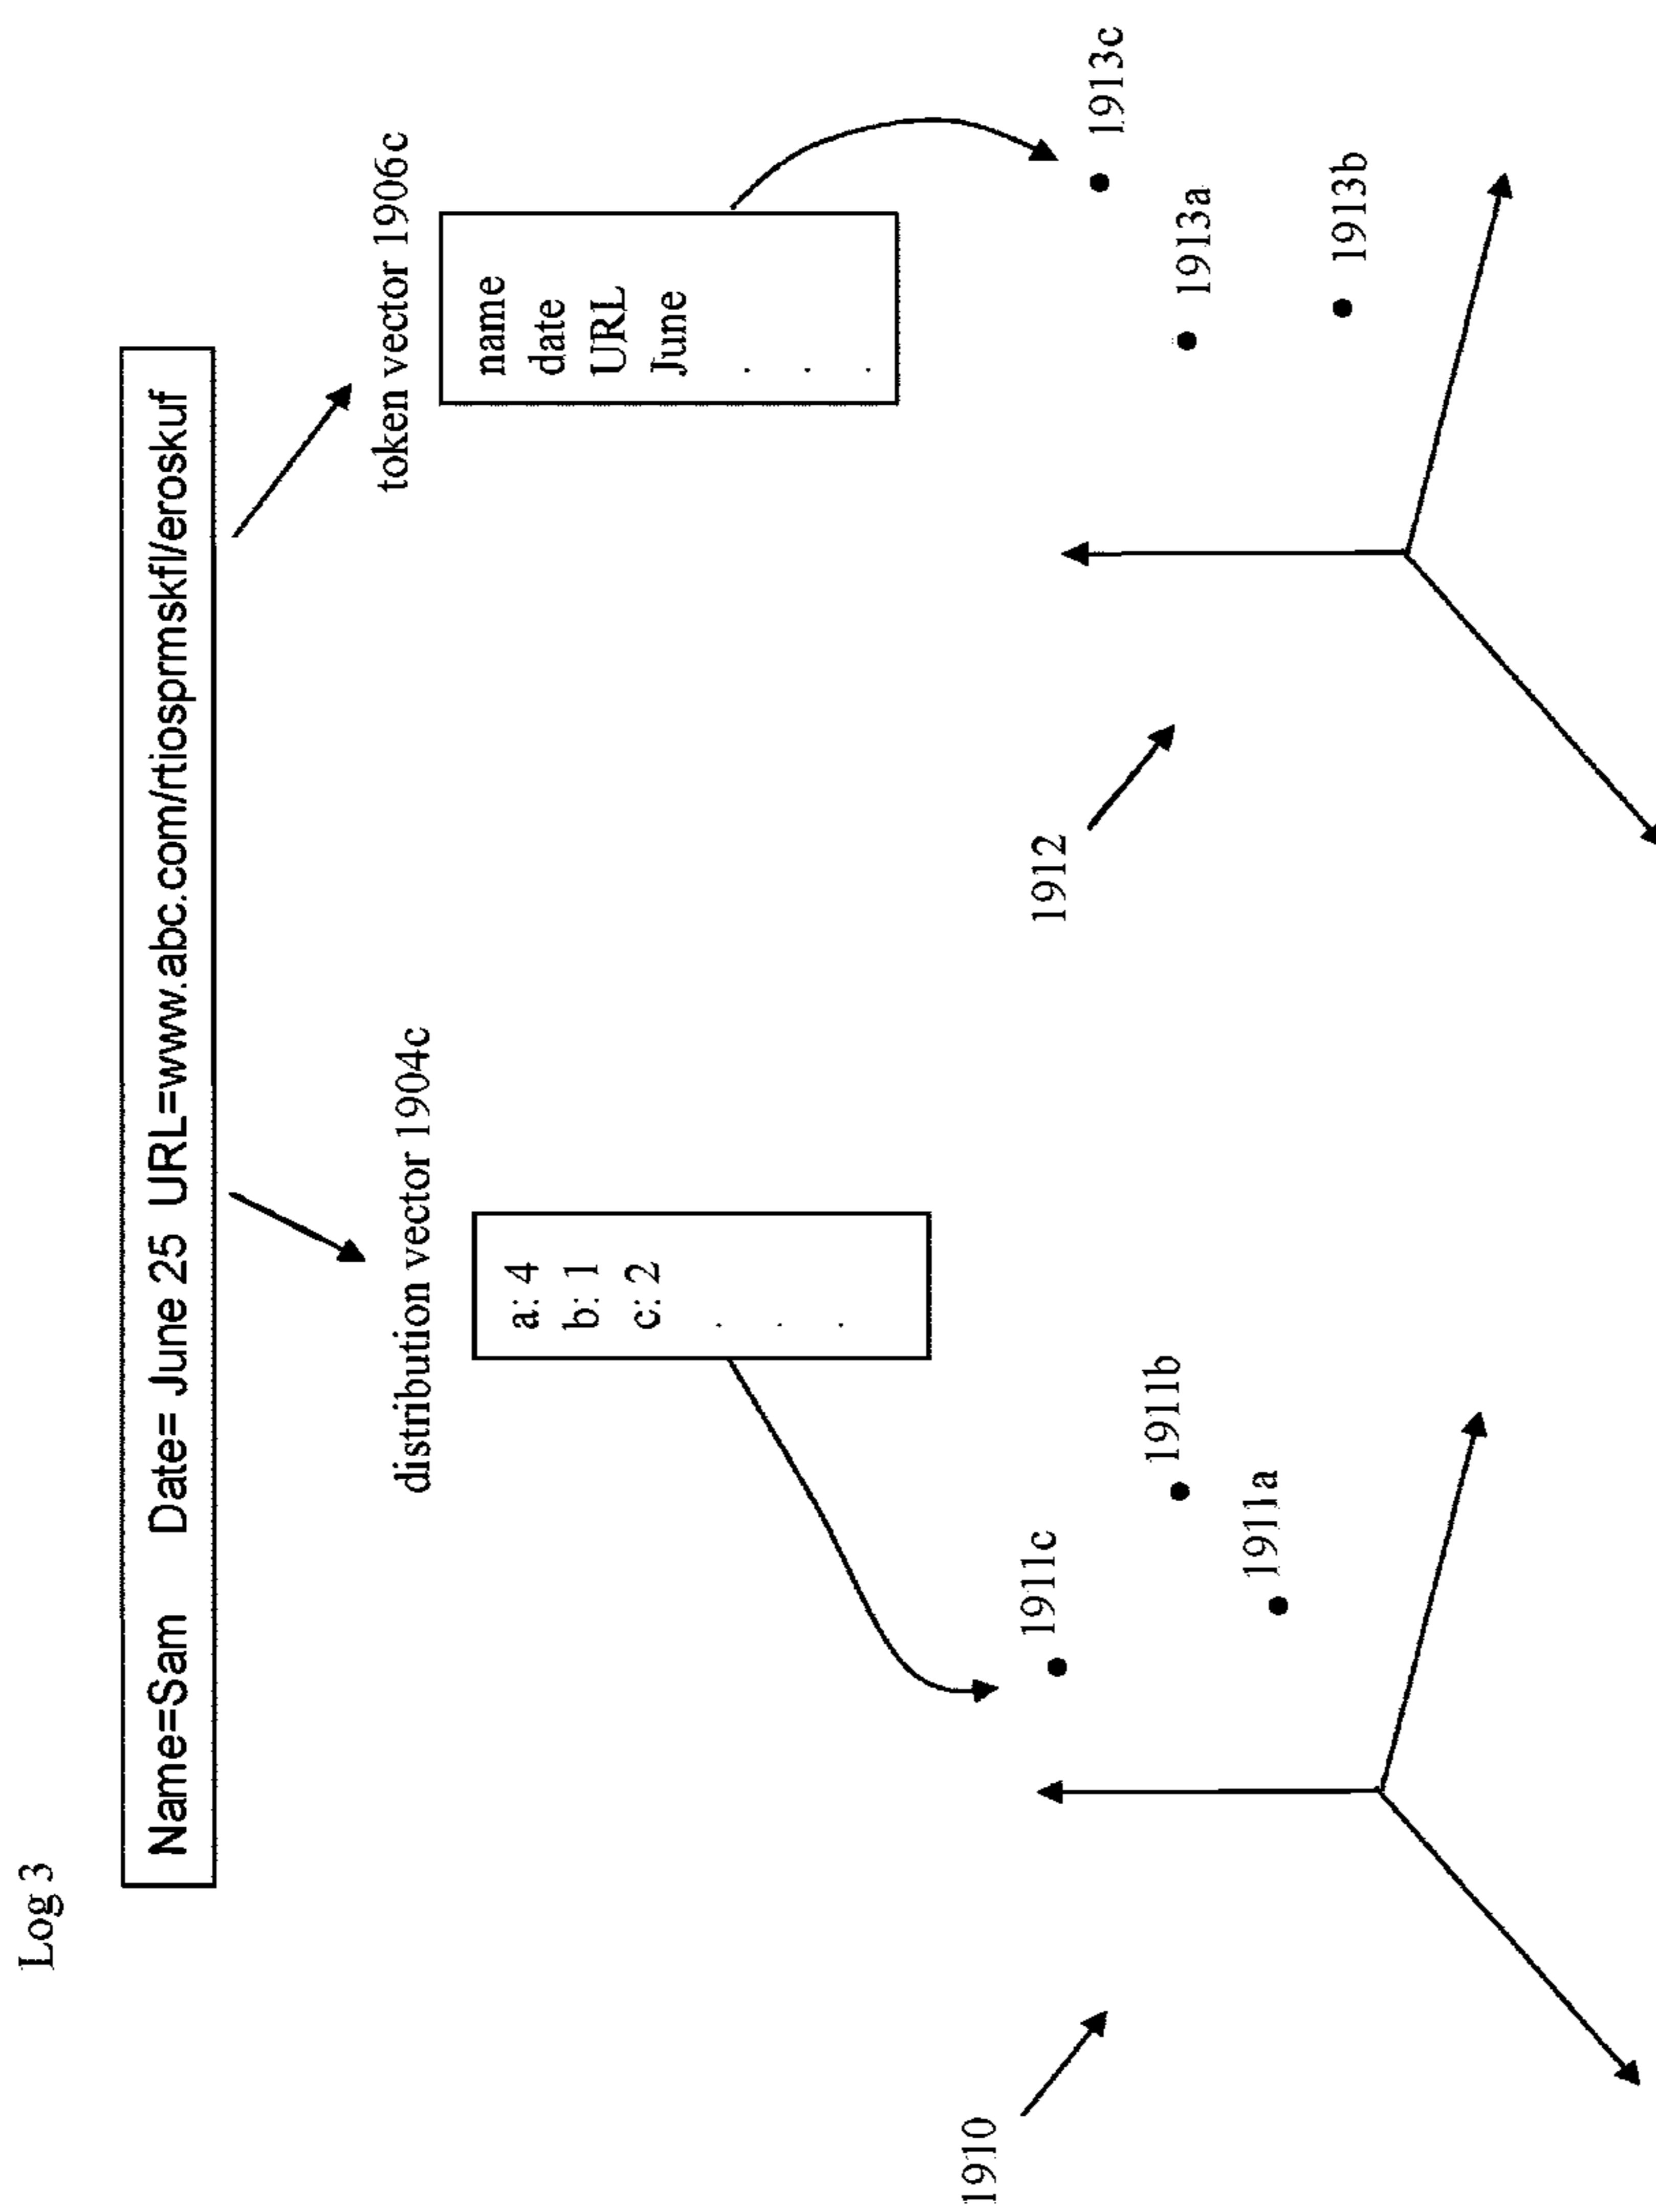 Log 3
Name=Sam Date= June 25 URL=www.abc.com/rtiosprmskfl/eroskuf
distribution vector 1904c
a: 4
b: 1
c: 2
.
.
.
token vector 1906c
name
date
URL
June
.
.
.
1910
1911c
1911b
1911a
1912
1913c
1913a
1913b